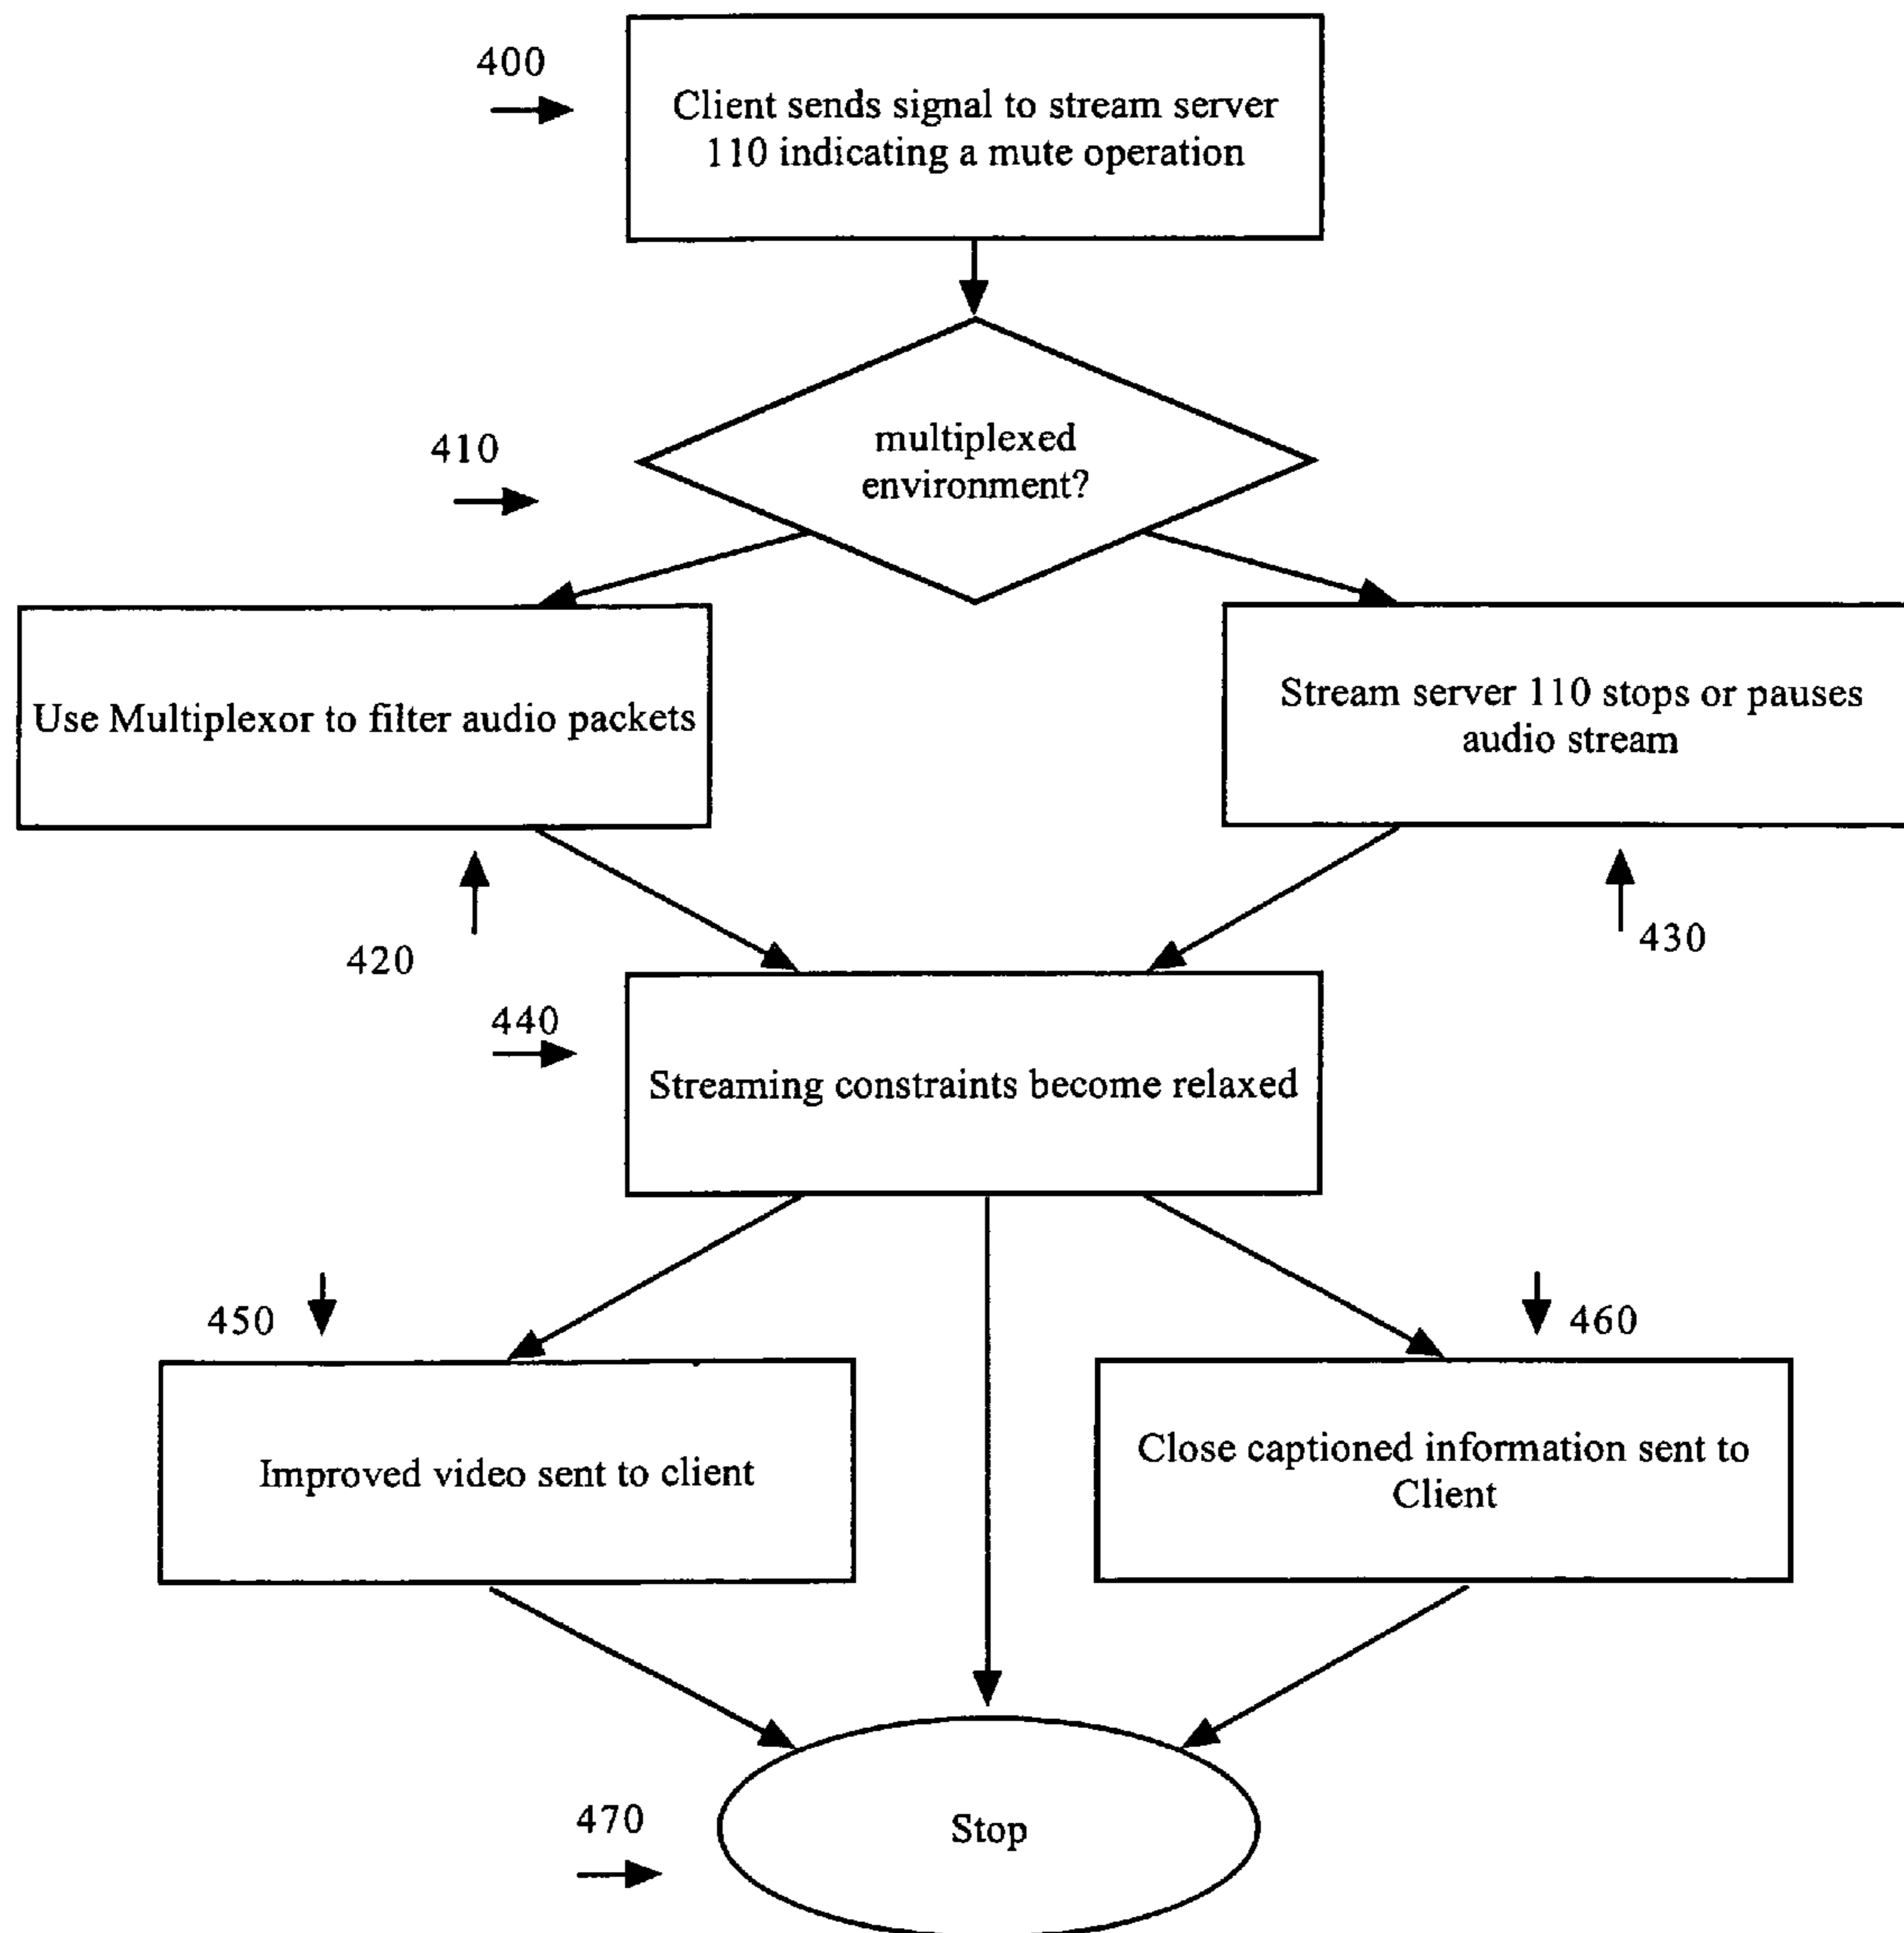 400
Client sends signal to stream server
110 indicating a mute operation
410
multiplexed
environment?
Use Multiplexor to filter audio packets
Stream server 110 stops or pauses
audio stream
420
430
440
Streaming constraints become relaxed
450
460
Improved video sent to client
Close captioned information sent to
Client
470
Stop